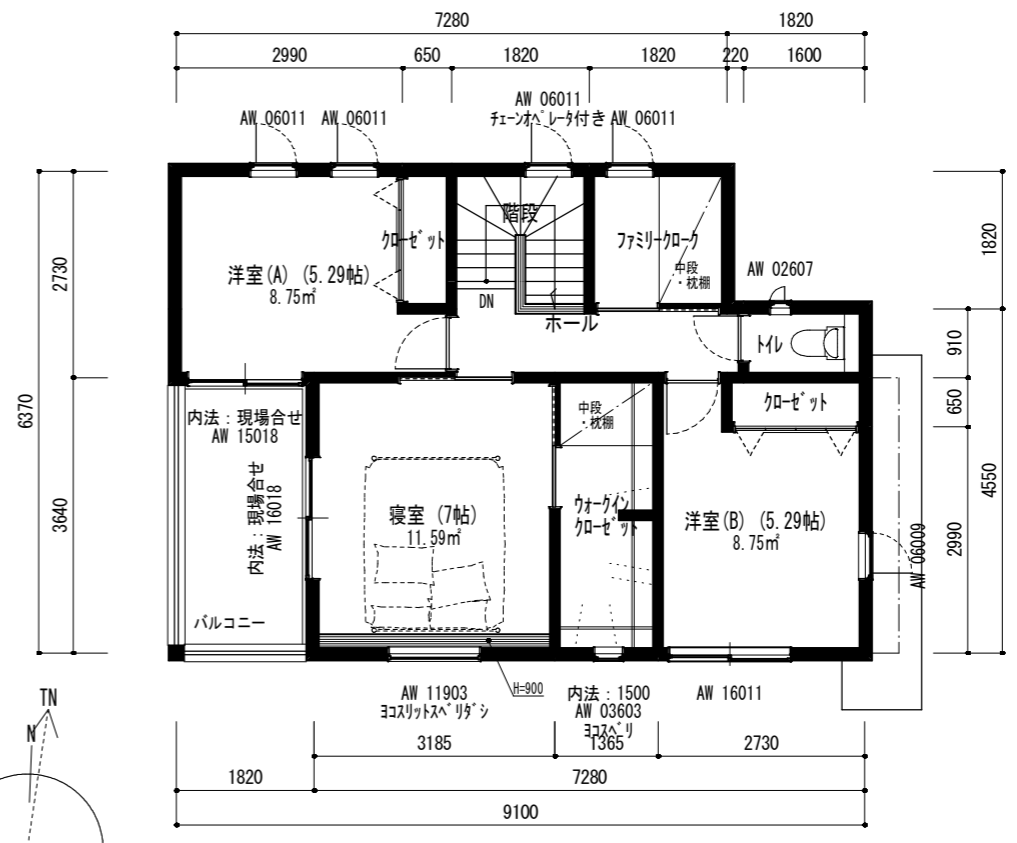 7280
1820
2990
650
1820
1820
220
1600
AW 06011
AW 06011
AW 06011
チェーンオペレータ付き
AW 06011
2730
6370
3640
階段
クローゼット
ファミリークローク
中段
・枕棚
洋室(A) (5.29帖)
8.75㎡
DN
ホール
AW 02607
トイレ
1820
910
650
4550
2990
内法:現場合せ
AW 15018
内法:現場合せ
AW 16018
バルコニー
寝室 (7帖)
11.59㎡
中段
・枕棚
ウォークイン
クローゼット
クローゼット
洋室(B) (5.29帖)
8.75㎡
AW 06009
AW 11903
ヨコスリットスベリダシ
H=900
内法:1500
AW 03603
ヨコスベリ
AW 16011
TN
N
3185
1365
2730
1820
7280
9100